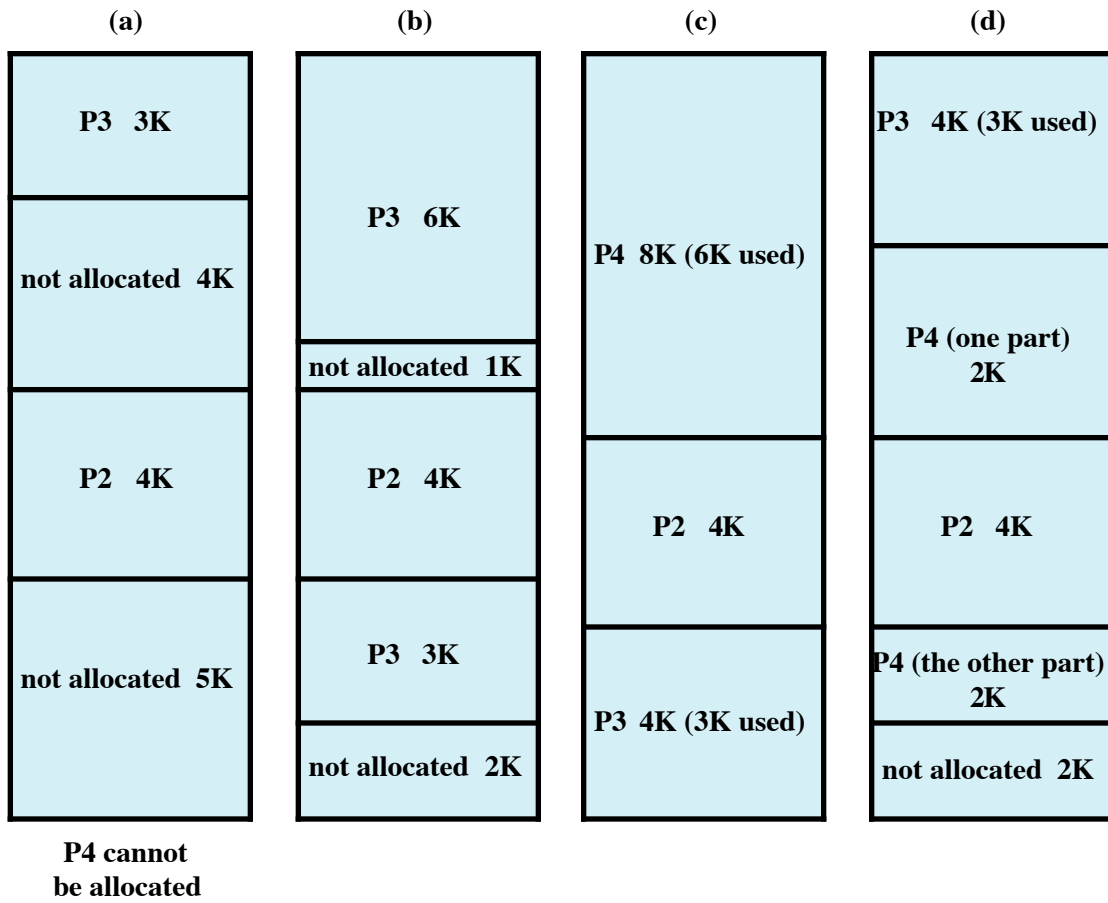 (a)
P3 3K
not allocated 4K
P2 4K
not allocated 5K
P4 cannot
be allocated
(b)
P3 6K
not allocated 1K
P2 4K
P3 3K
not allocated 2K
(c)
P4 8K (6K used)
P2 4K
P3 4K (3K used)
(d)
P3 4K (3K used)
P4 (one part)
2K
P2 4K
P4 (the other part)
2K
not allocated 2K